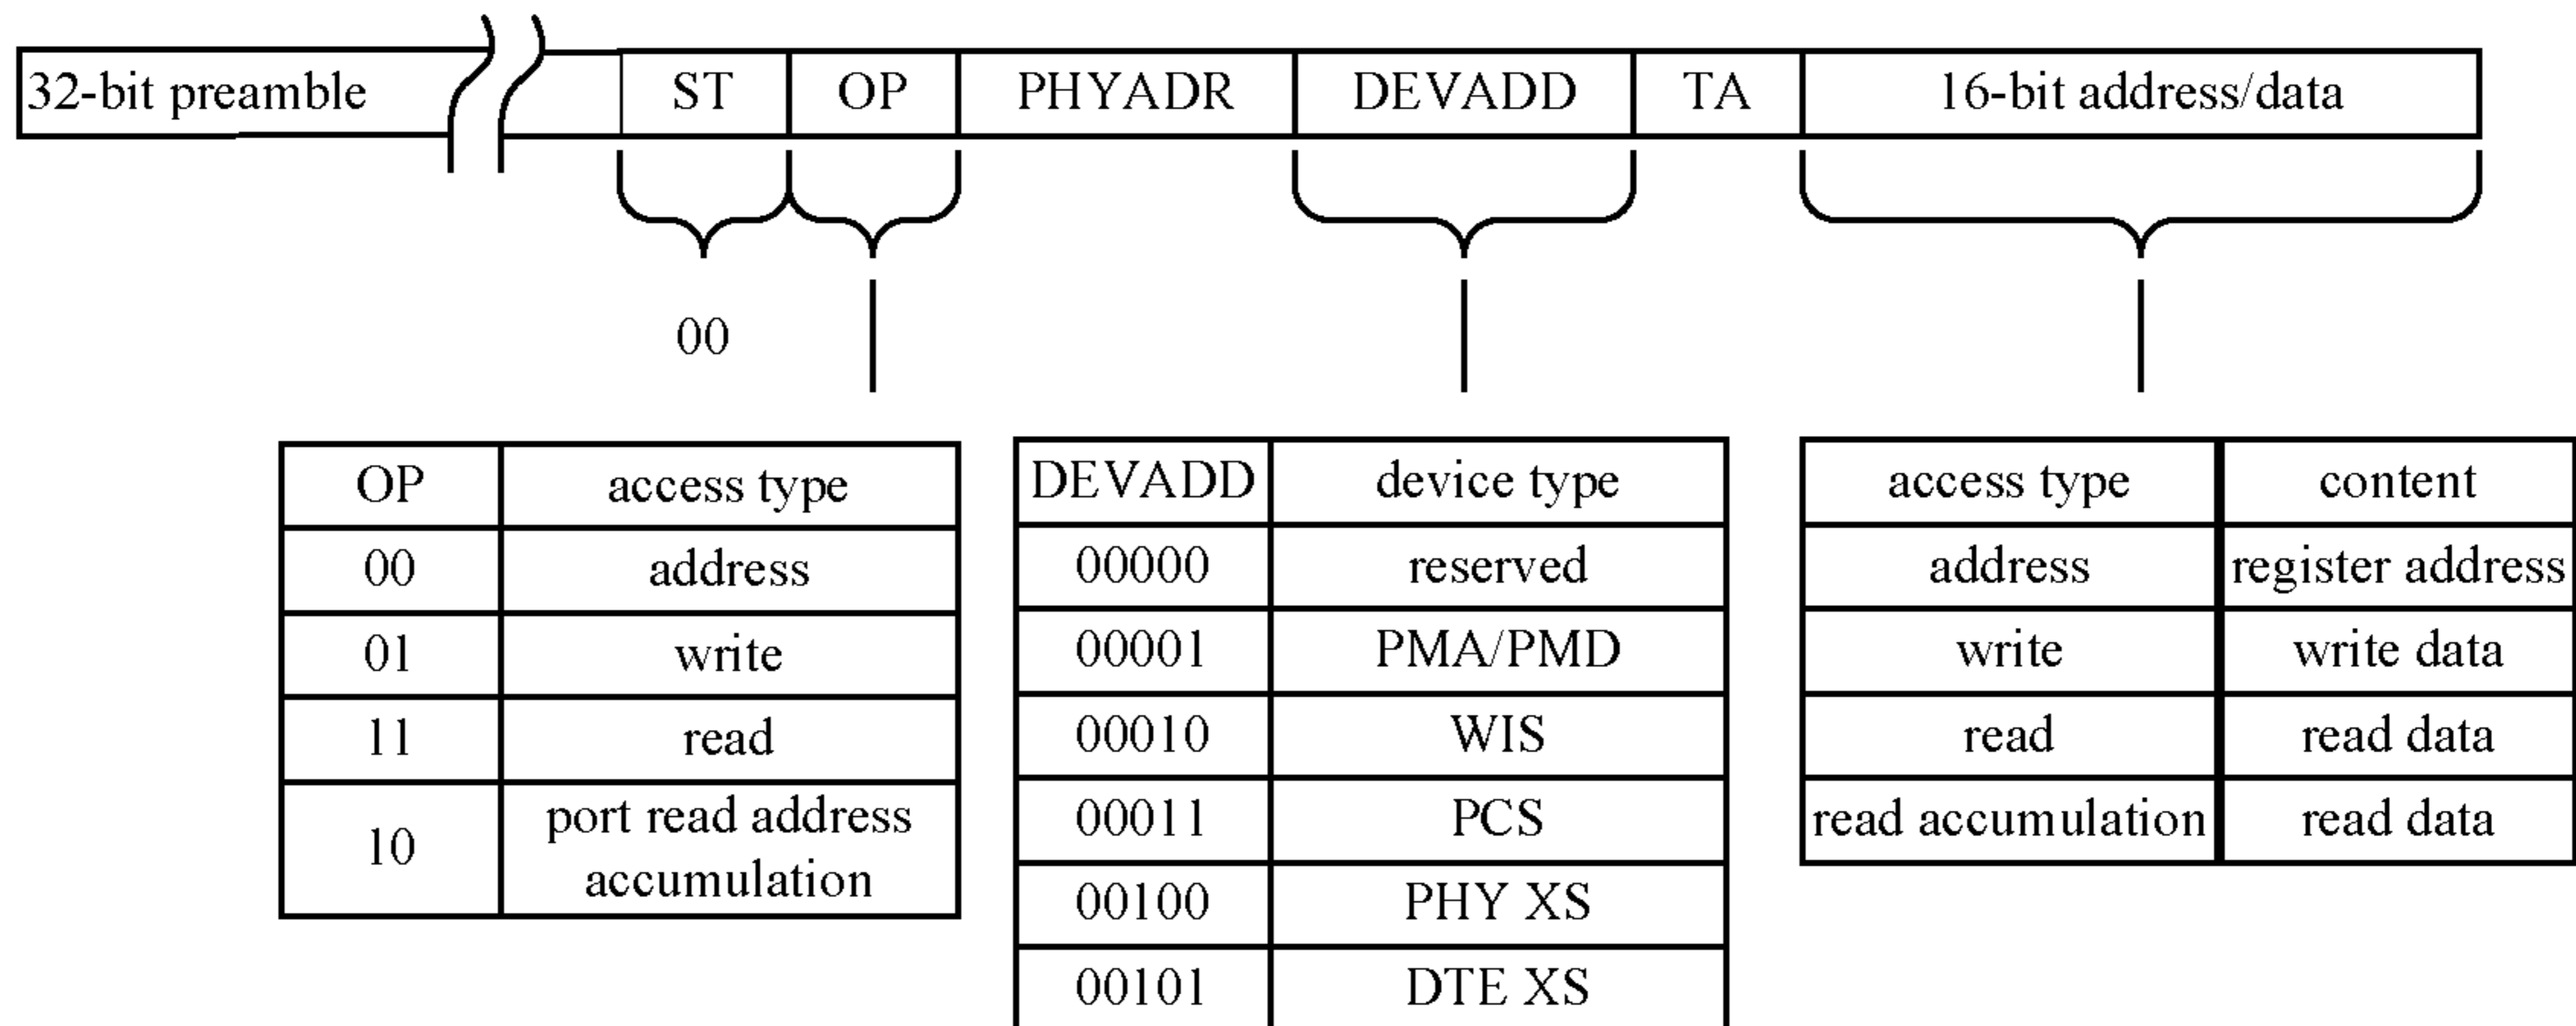 32-bit preamble ST OP PHYADR DEVADD TA 16-bit address/data
00
OP access type
00 address
01 write
11 read
10 port read address
accumulation
DEVADD device type
00000 reserved
00001 PMA/PMD
00010 WIS
00011 PCS
00100 PHY XS
00101 DTE XS
access type content
address register address
write write data
read read data
read accumulation read data